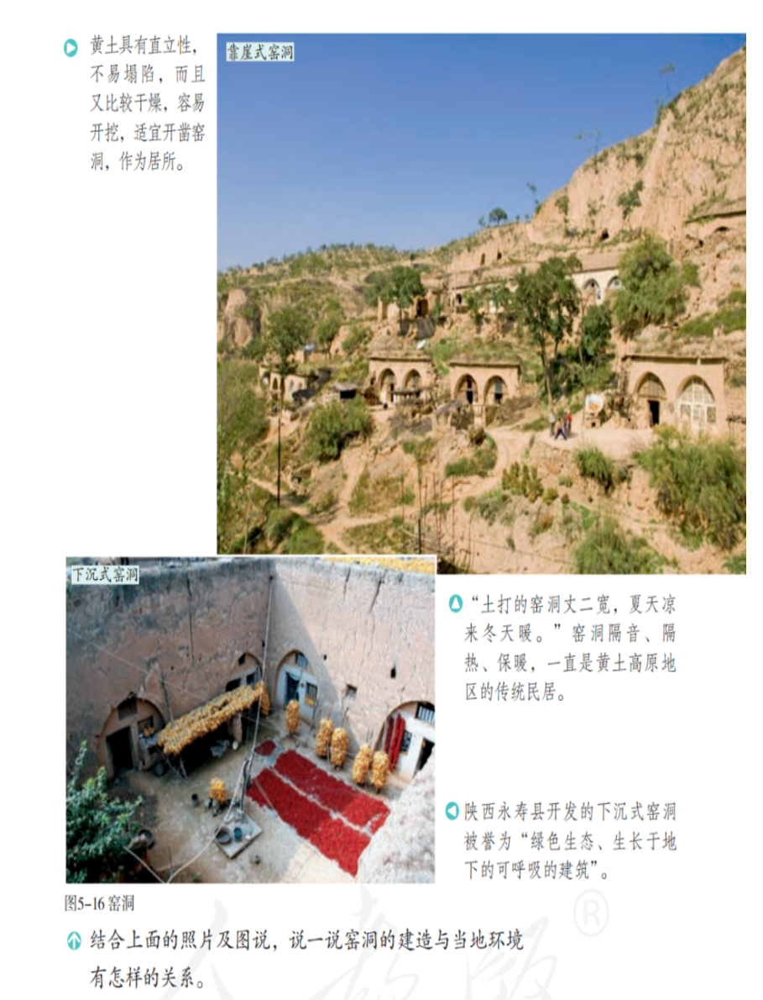 黄土具有直立性，
不易塌陷，而且
又比较干燥，容易
开挖，适宜开凿窑
洞，作为居所。
靠崖式窑洞
下沉式窑洞
“土打的窑洞丈二宽，夏天凉
来冬天暖。”窑洞隔音、隔
热、保暖，一直是黄土高原地
区的传统民居。
陕西永寿县开发的下沉式窑洞
被誉为“绿色生态、生长于地
下的可呼吸的建筑”。
图5-16 窑洞
结合上面的照片及图说，说一说窑洞的建造与当地环境
有怎样的关系。
人教版®